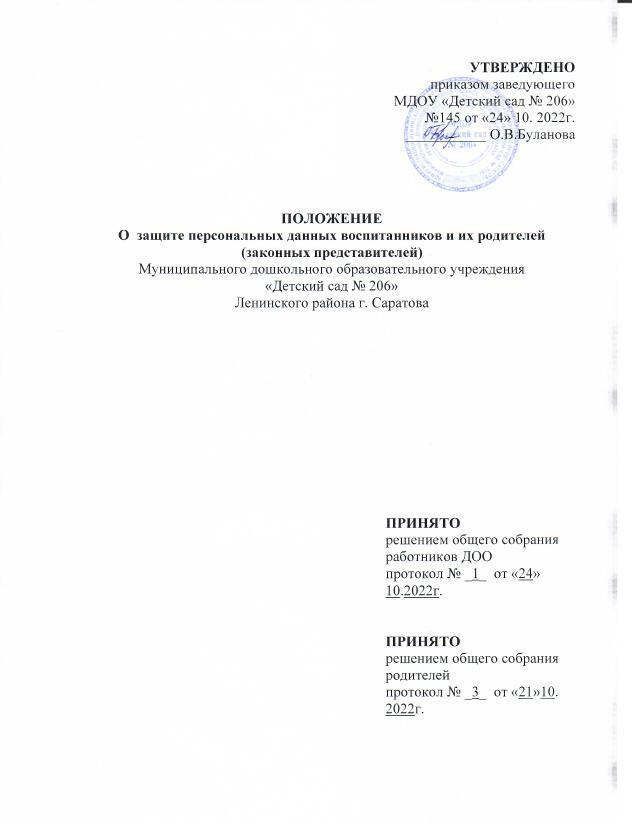 УТВЕРЖДЕНО
приказом заведующего
МДОУ «Детский сад № 206»
№145 от «24» 10. 2022г.
___________ О.В.Буланова
ПОЛОЖЕНИЕ
О защите персональных данных воспитанников и их родителей
(законных представителей)
Муниципального дошкольного образовательного учреждения
«Детский сад № 206»
Ленинского района г. Саратова
ПРИНЯТО
решением общего собрания
работников ДОО
протокол № _1_ от «24»
10.2022г.
ПРИНЯТО
решением общего собрания
родителей
протокол № _3_ от «21»10.
2022г.